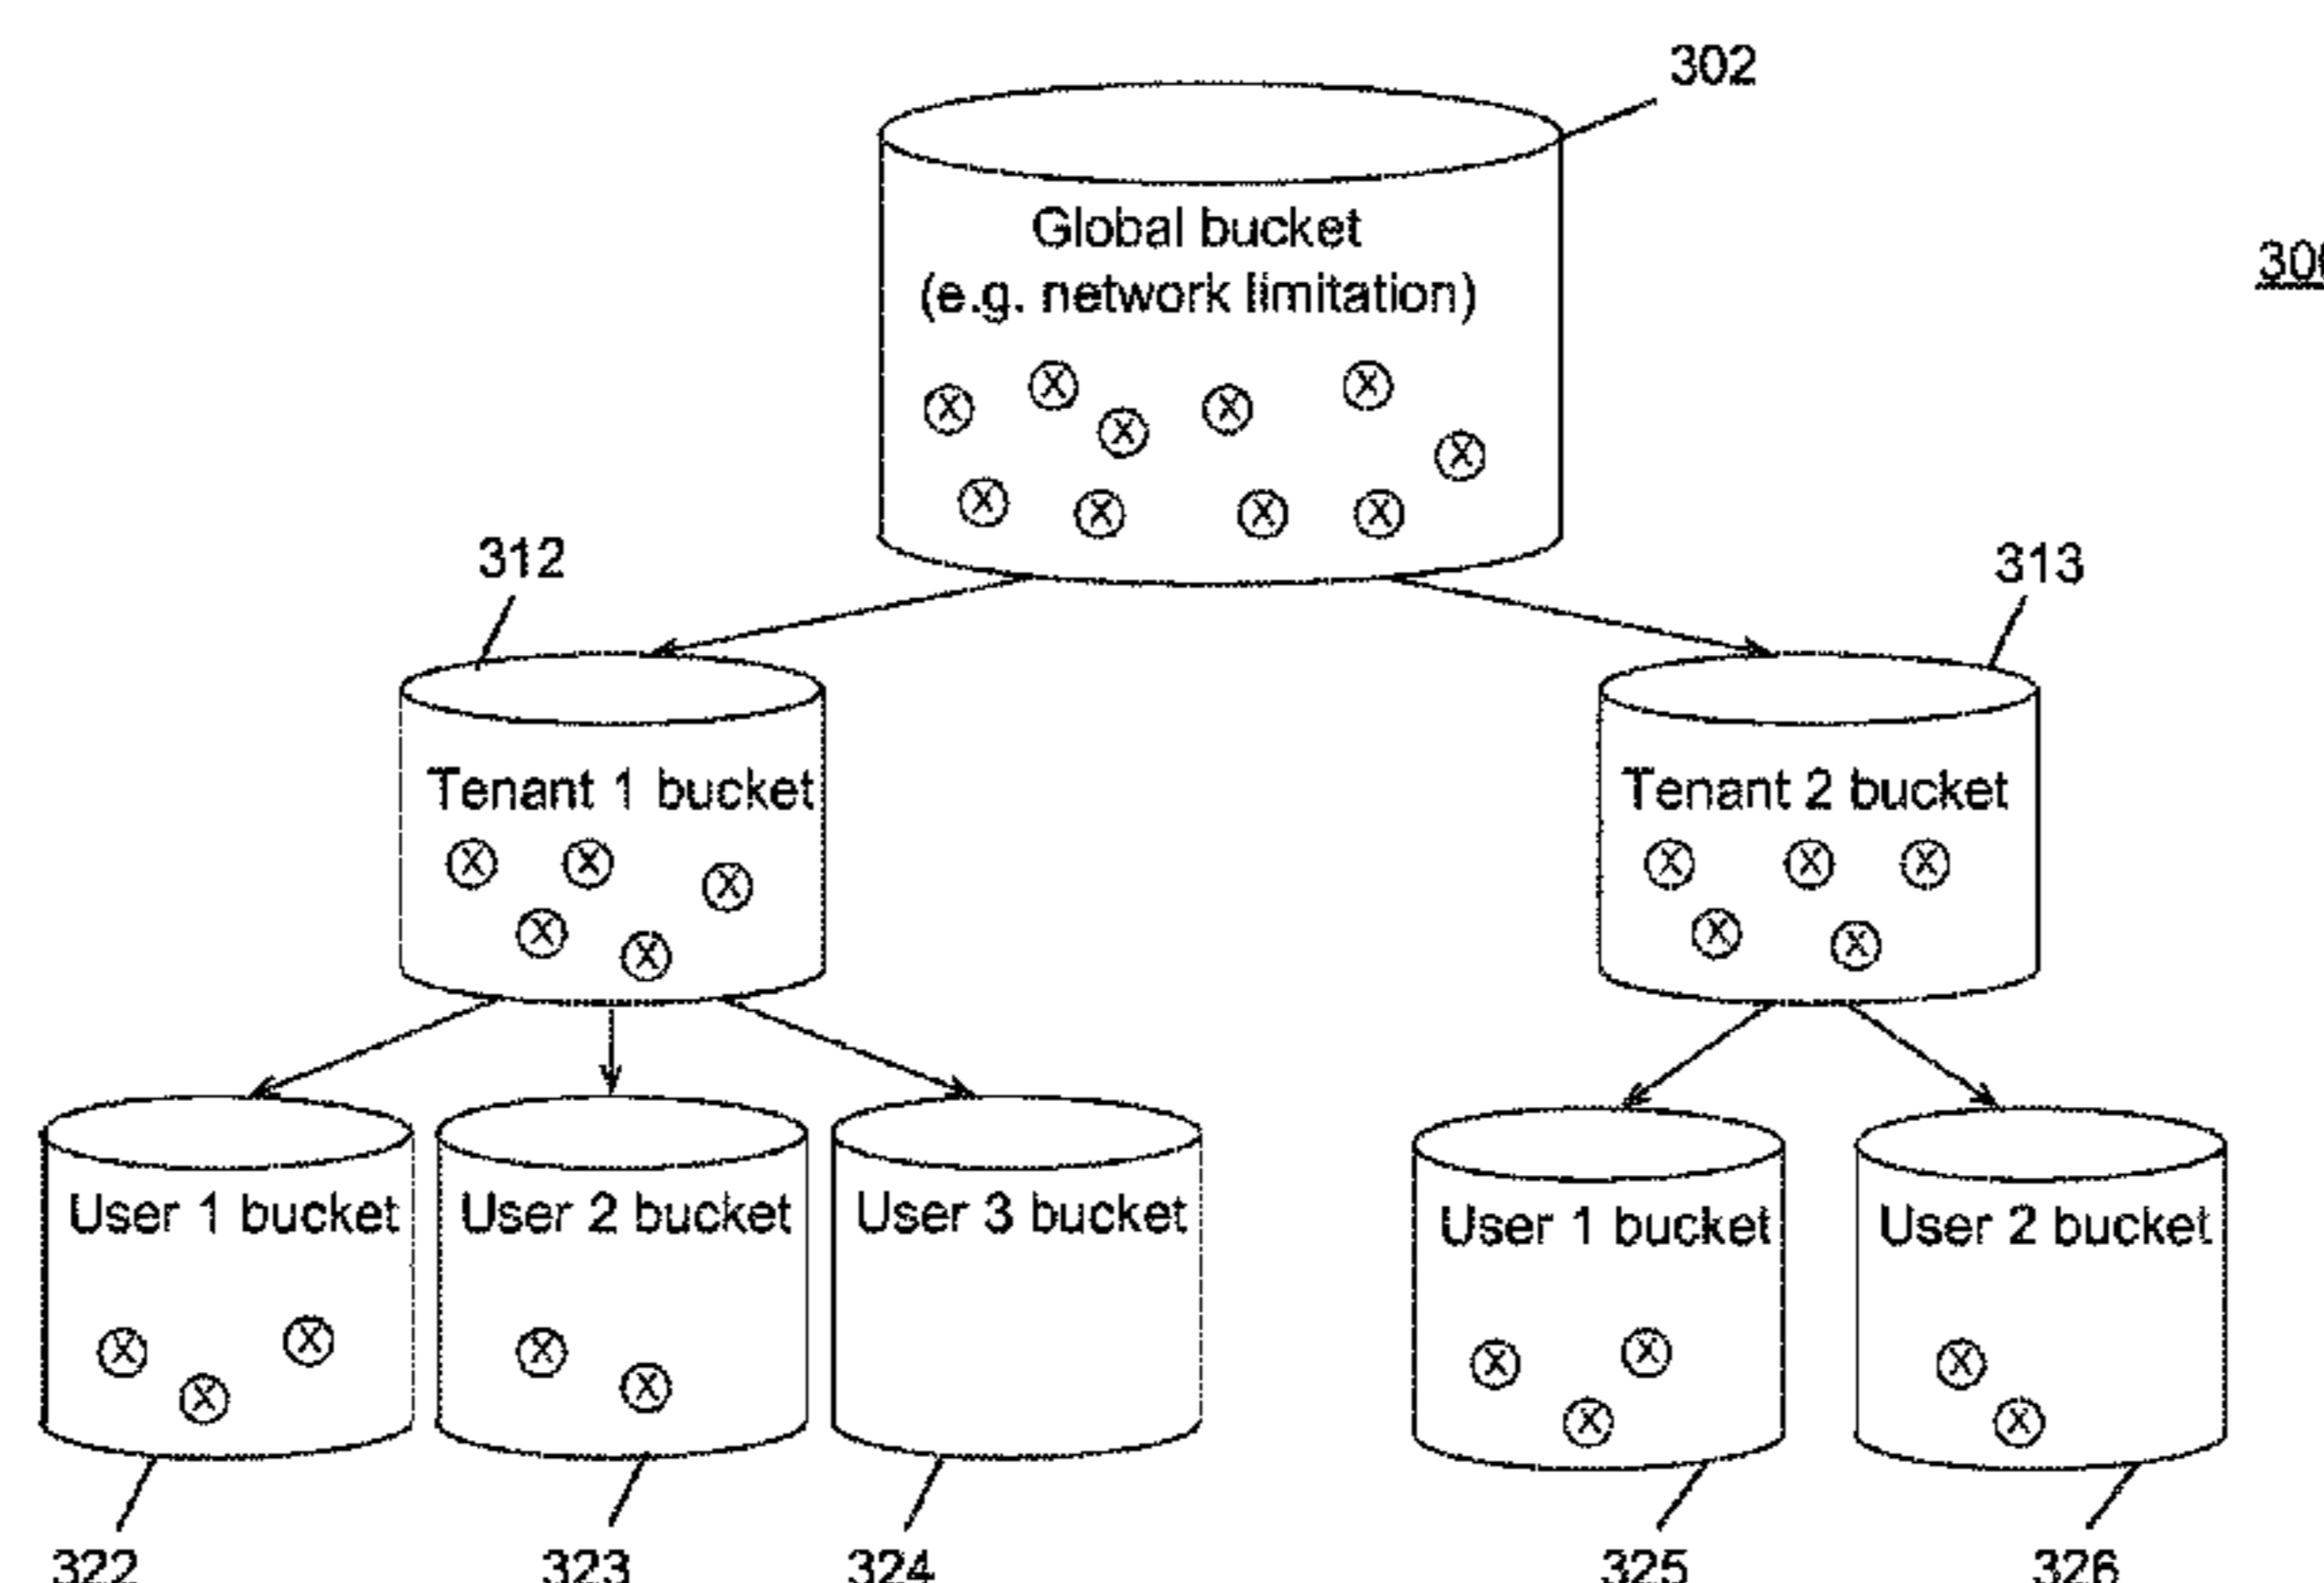 302
Global bucket
(e.g. network limitation)
X X X X X X X X X X
312
313
Tenant 1 bucket
X X X X X
Tenant 2 bucket
X X X X X
User 1 bucket
X X X
User 2 bucket
X X
User 3 bucket
User 1 bucket
X X X
User 2 bucket
X X
322
323
324
325
326